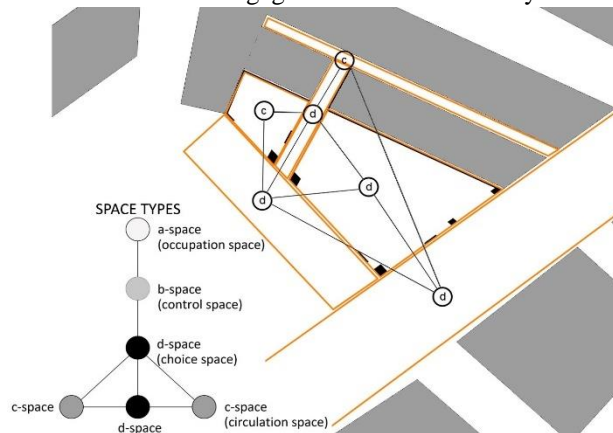 c
c
d
d
d
d
SPACE TYPES
a-space
(occupation space)
b-space
(control space)
d-space
(choice space)
c-space
c-space
(circulation space)
d-space